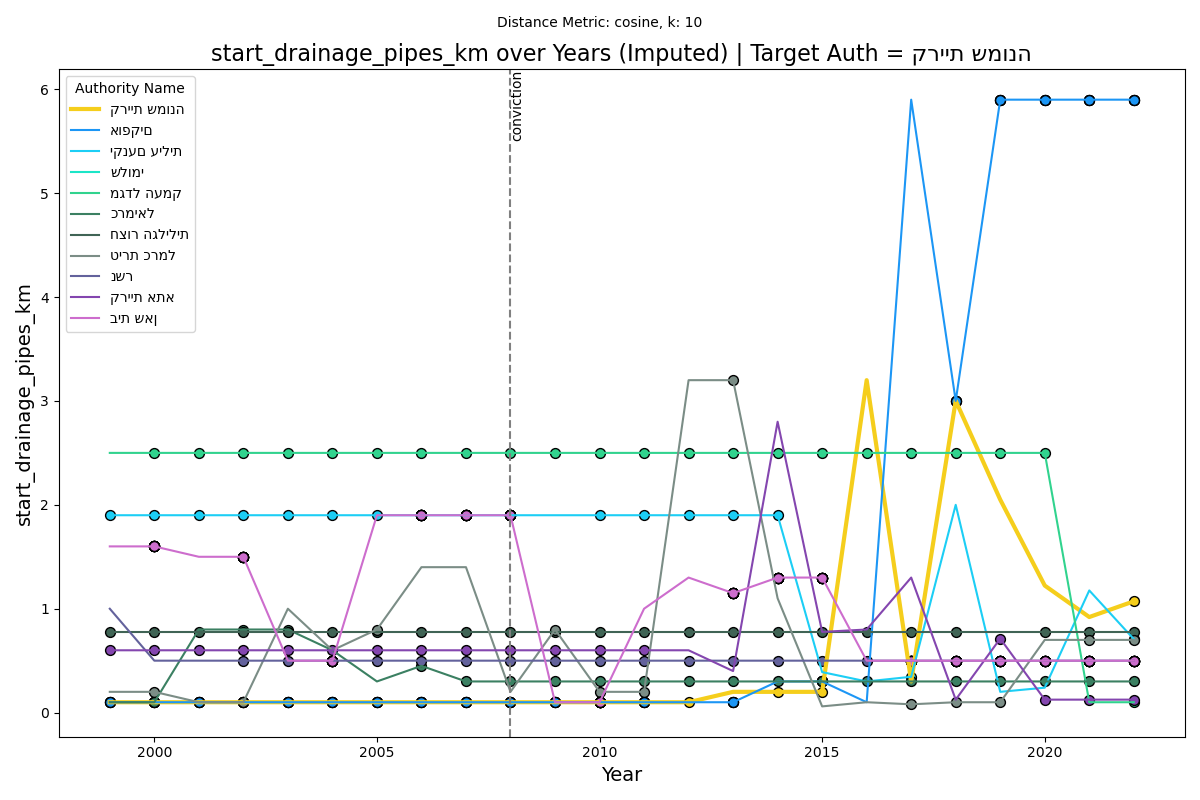 Distance Metric: cosine, k: 10
start_drainage_pipes_km over Years (Imputed) | Target Auth = קריית שמונה
Authority Name
קריית שמונה
אופקים
יקנעם עילית
שלומי
מגדל העמק
כרמיאל
חצור הגלילית
טירת כרמל
נשר
קריית אתא
בית שאן
conviction
start_drainage_pipes_km
6
5
4
3
2
1
0
2000
2005
2010
2015
2020
Year